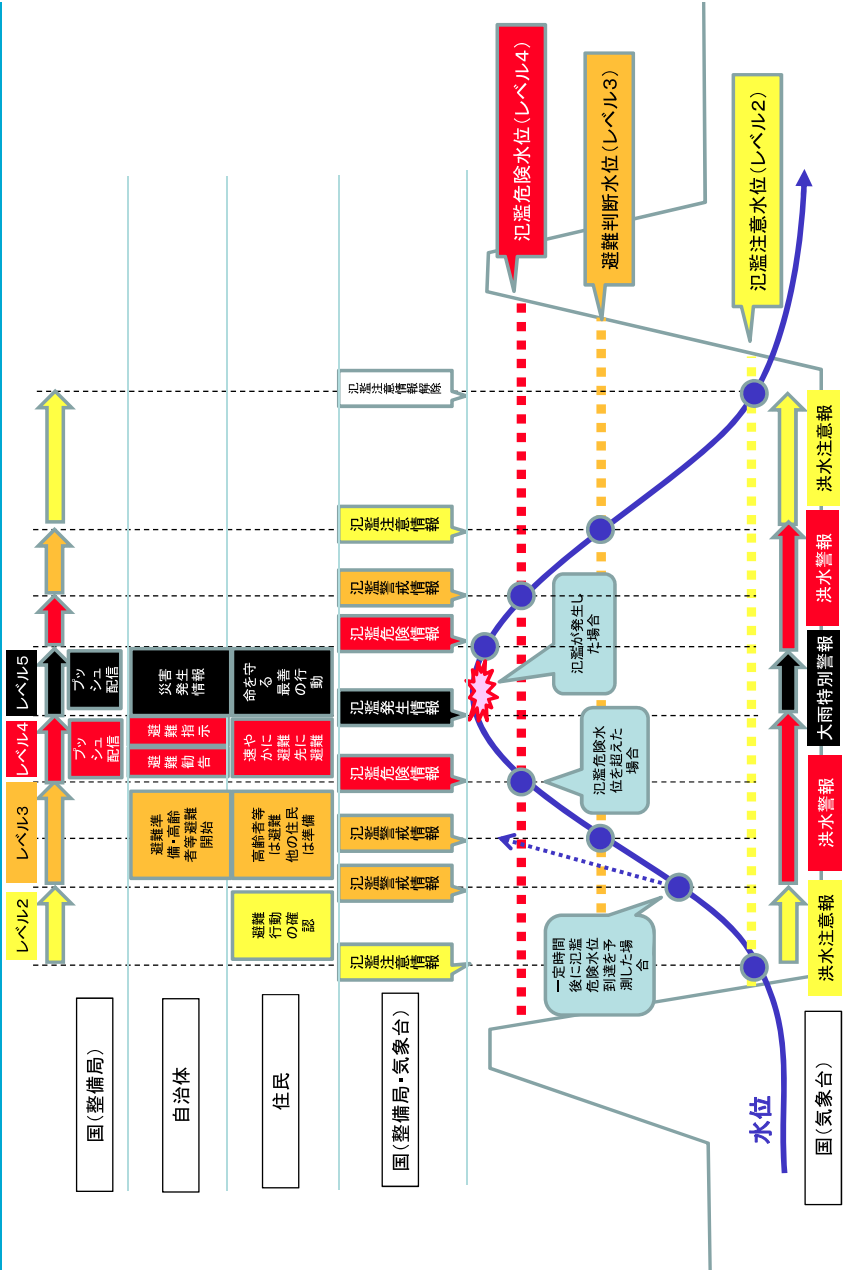 レベル2
レベル3
レベル4
レベル5
国(整備局)
プッ
シュ
配信
プッ
シュ
配信
自治体
避難準
備・高齢
者等避難
開始
避難
勧告
避難
指示
災害
発生
情報
住民
避難
行動
の確
認
高齢者等
は避難
他の住民
は準備
速や
かに
避難
先に
避難
命を守
る
最善
の行
動
国(整備局・気象台)
氾濫注意
情報
氾濫警戒
情報
氾濫警戒
情報
氾濫危険
情報
氾濫発生
情報
氾濫危険
情報
氾濫警戒
情報
氾濫注意
情報
氾濫注意情報解除
氾濫危険水位(レベル4)
避難判断水位(レベル3)
氾濫注意水位(レベル2)
一定時間
後に氾濫
危険水位
到達を予
測した場
合
氾濫危険水
位を超えた
場合
氾濫が発生し
た場合
水位
国(気象台)
洪水注意報
洪水警報
大雨特別警報
洪水警報
洪水注意報